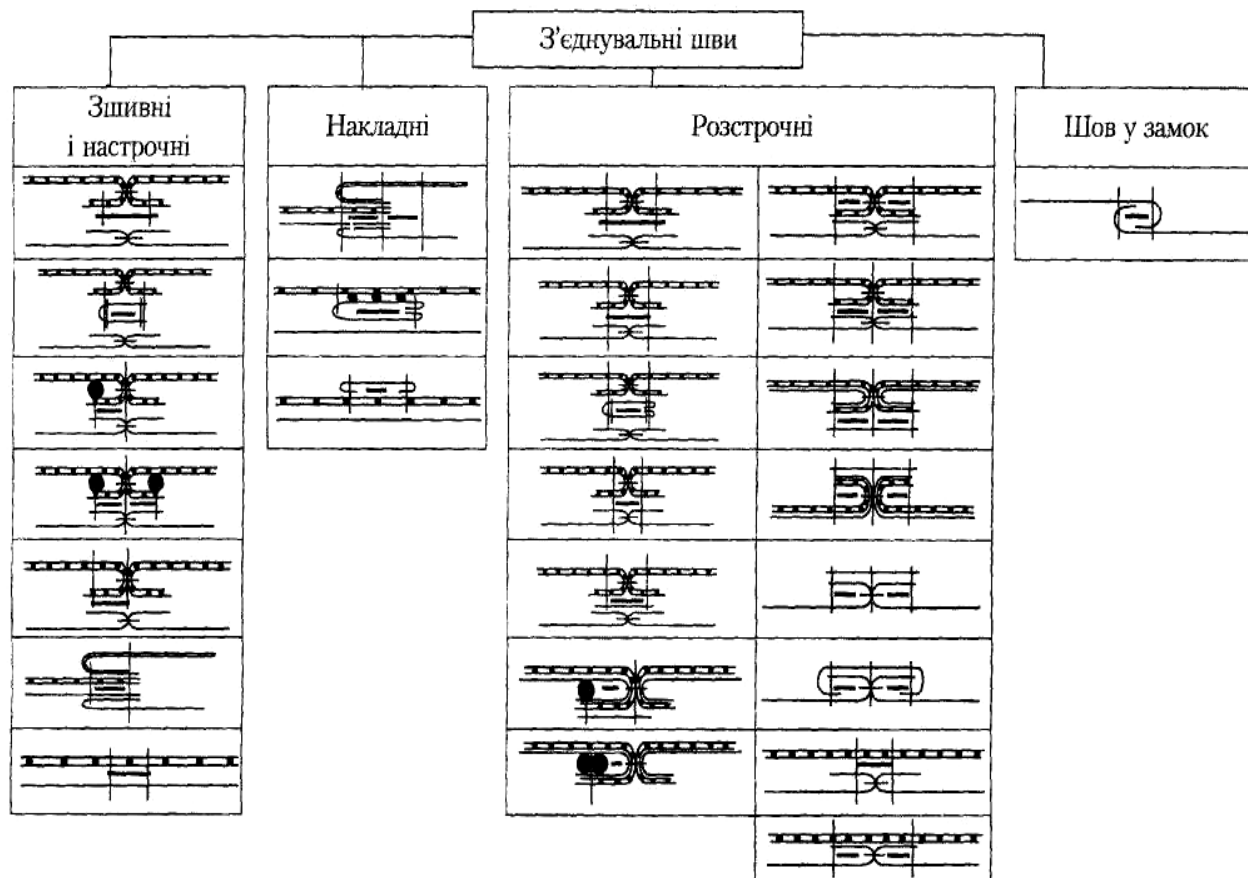 З’єднувальні шви
Зшивні
і настрочні
Накладні
Розстрочні
Шов у замок